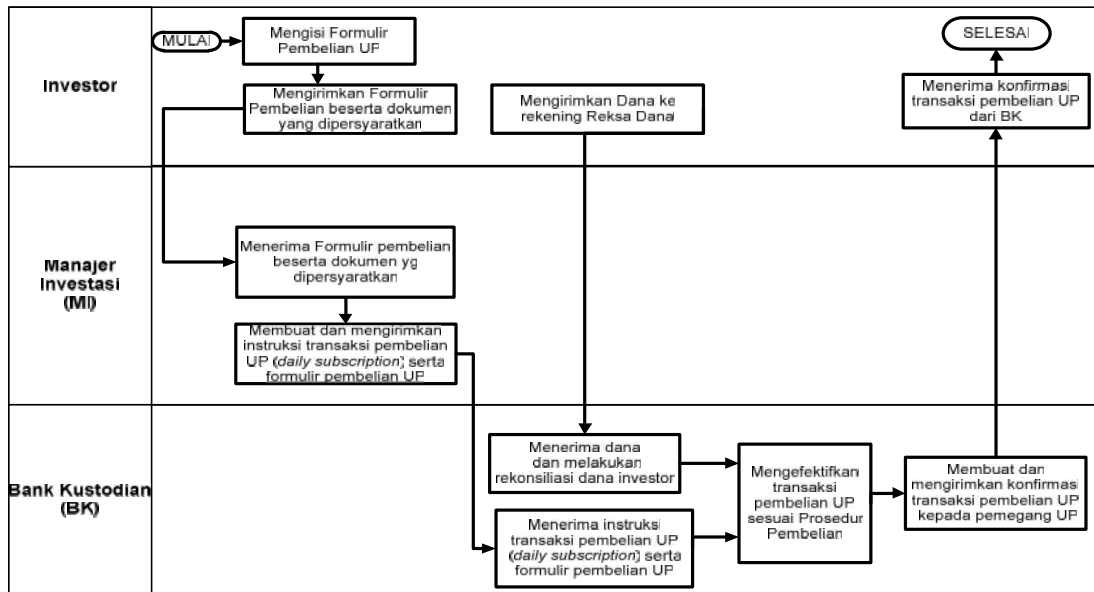 Investor
MULAI
Mengisi Formulir
Pembelian UP
Mengirimkan Formulir
Pembelian beserta dokumen
yang dipersyaratkan
Mengirimkan Dana ke
rekening Reksa Dana
SELESAI
Menerima konfirmasi
transaksi pembelian UP
dari BK
Manajer
Investasi
(MI)
Menerima Formulir pembelian
beserta dokumen yg
dipersyaratkan
Membuat dan mengirimkan
instruksi transaksi pembelian
UP (daily subscription) serta
formulir pembelian UP
Bank Kustodian
(BK)
Menerima dana
dan melakukan
rekonsiliasi dana investor
Menerima instruksi
transaksi pembelian UP
(daily subscription) serta
formulir pembelian UP
Mengefektifkan
transaksi
pembelian UP
sesuai Prosedur
Pembelian
Membuat dan
mengirimkan konfirmasi
transaksi pembelian UP
kepada pemegang UP